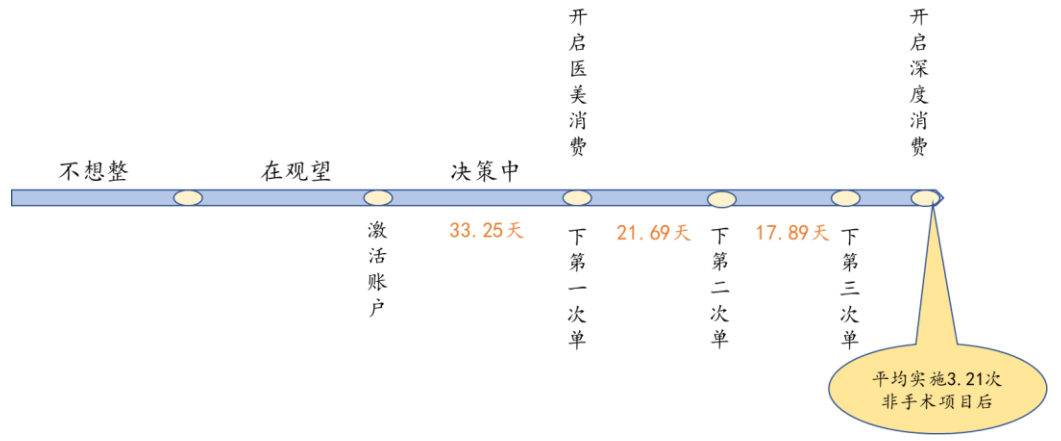 开启医美消费
开启深度消费
不想整
在观望
决策中
激活账户
33.25天
下第一次单
21.69天
下第二次单
17.89天
下第三次单
平均实施3.21次
非手术项目后